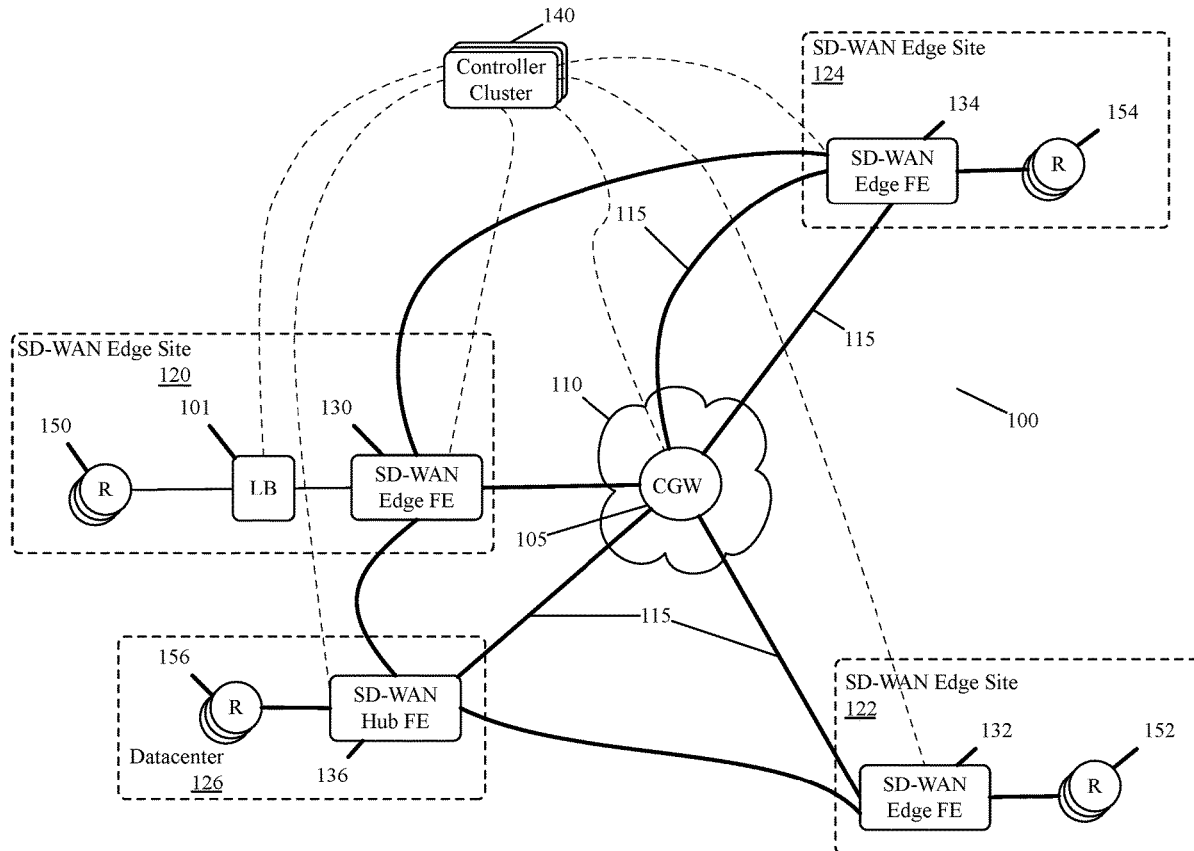 140
Controller
Cluster
SD-WAN Edge Site
124
134
154
SD-WAN
Edge FE
R
115
115
SD-WAN Edge Site
120
101
130
150
R
LB
SD-WAN
Edge FE
110
CGW
105
100
115
156
R
SD-WAN
Hub FE
Datacenter
126
136
SD-WAN Edge Site
122
132
152
SD-WAN
Edge FE
R